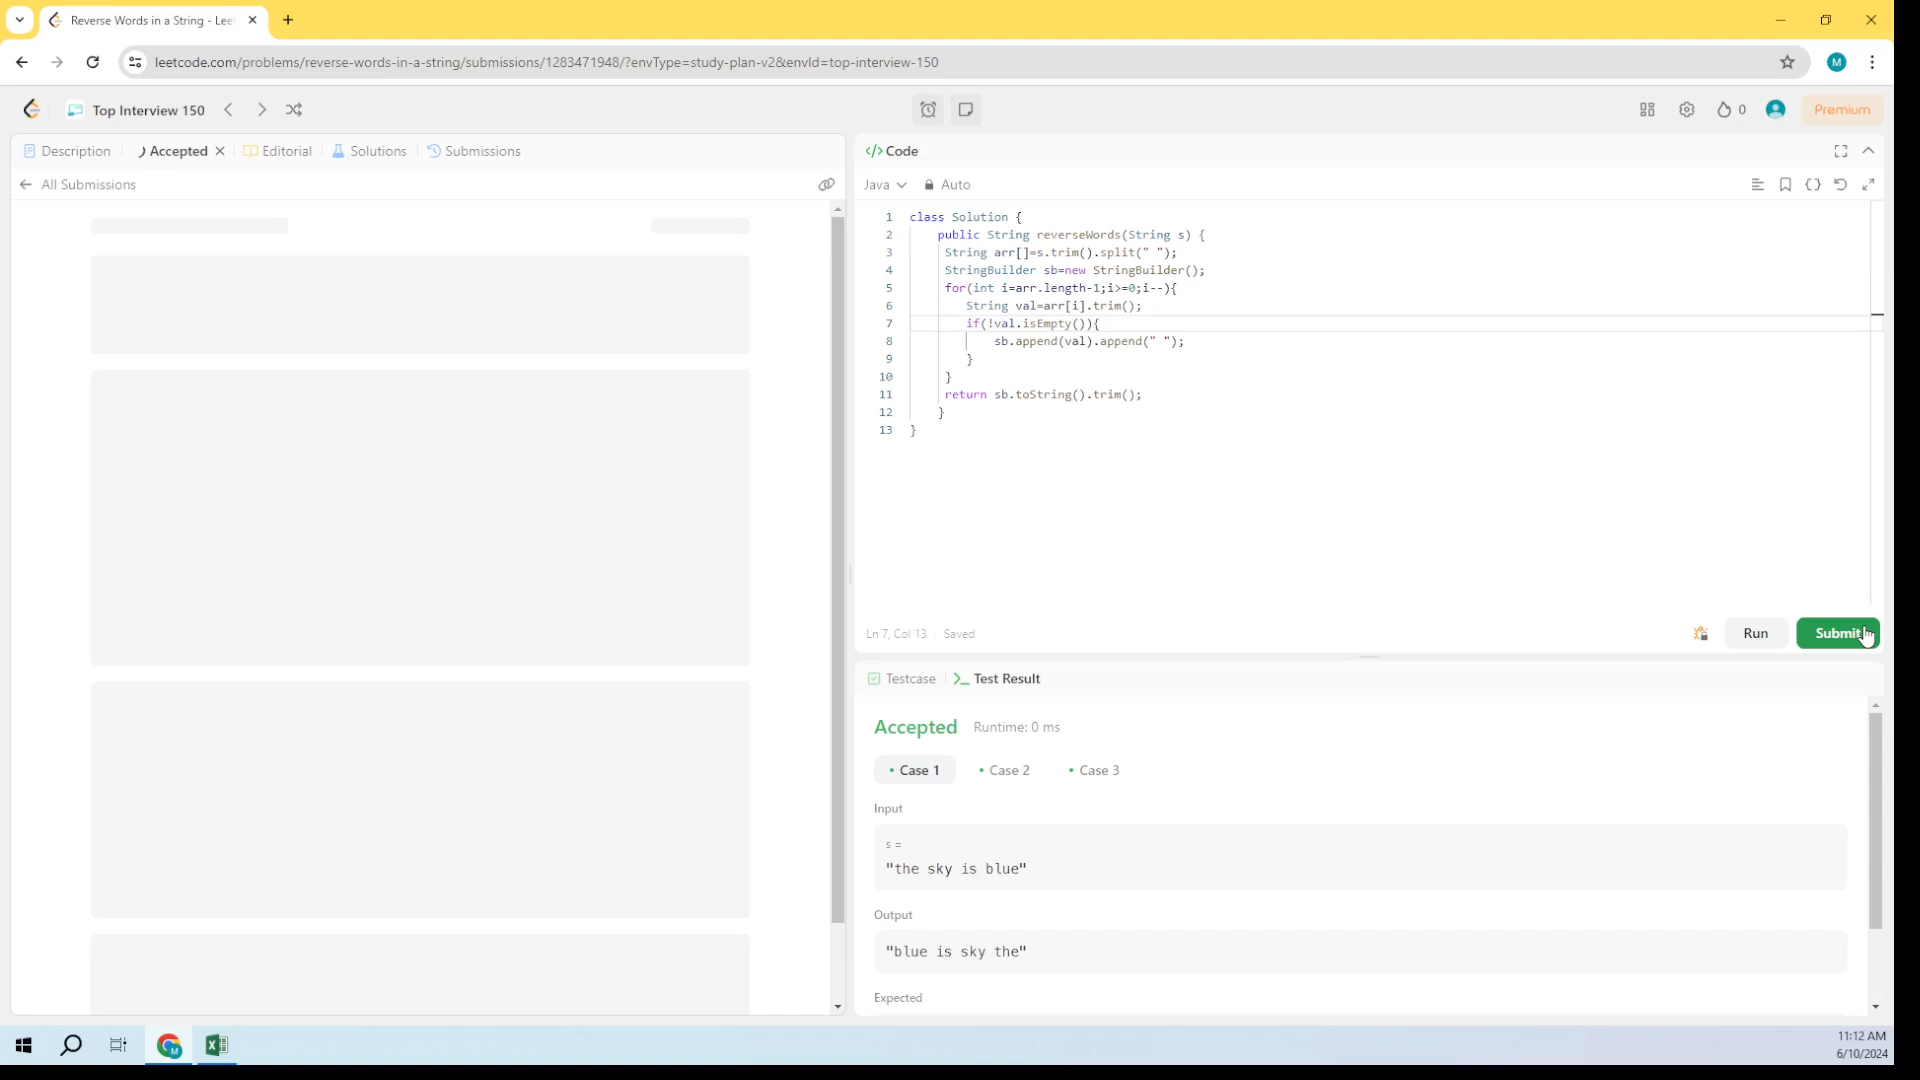 Reverse Words in a String - Lee
leetcode.com/problems/reverse-words-in-a-string/submissions/1283471948/?envType=study-plan-v2&envId=top-interview-150
M
Top Interview 150
0
Premium
Description
Accepted
Editorial
Solutions
Submissions
All Submissions
</> Code
Java
Auto
1 class Solution {
2 public String reverseWords(String s) {
3 String arr[]=s.trim().split(" ");
4 StringBuilder sb=new StringBuilder();
5 for(int i=arr.length-1;i>=0;i--){
6 String val=arr[i].trim();
7 if(!val.isEmpty()){
8 sb.append(val).append(" ");
9 }
10 }
11 return sb.toString().trim();
12 }
13 }
Ln 7, Col 13 Saved
Run
Submit
Testcase
Test Result
Accepted Runtime: 0 ms
• Case 1 • Case 2 • Case 3
Input
s =
"the sky is blue"
Output
"blue is sky the"
Expected
11:12 AM
6/10/2024